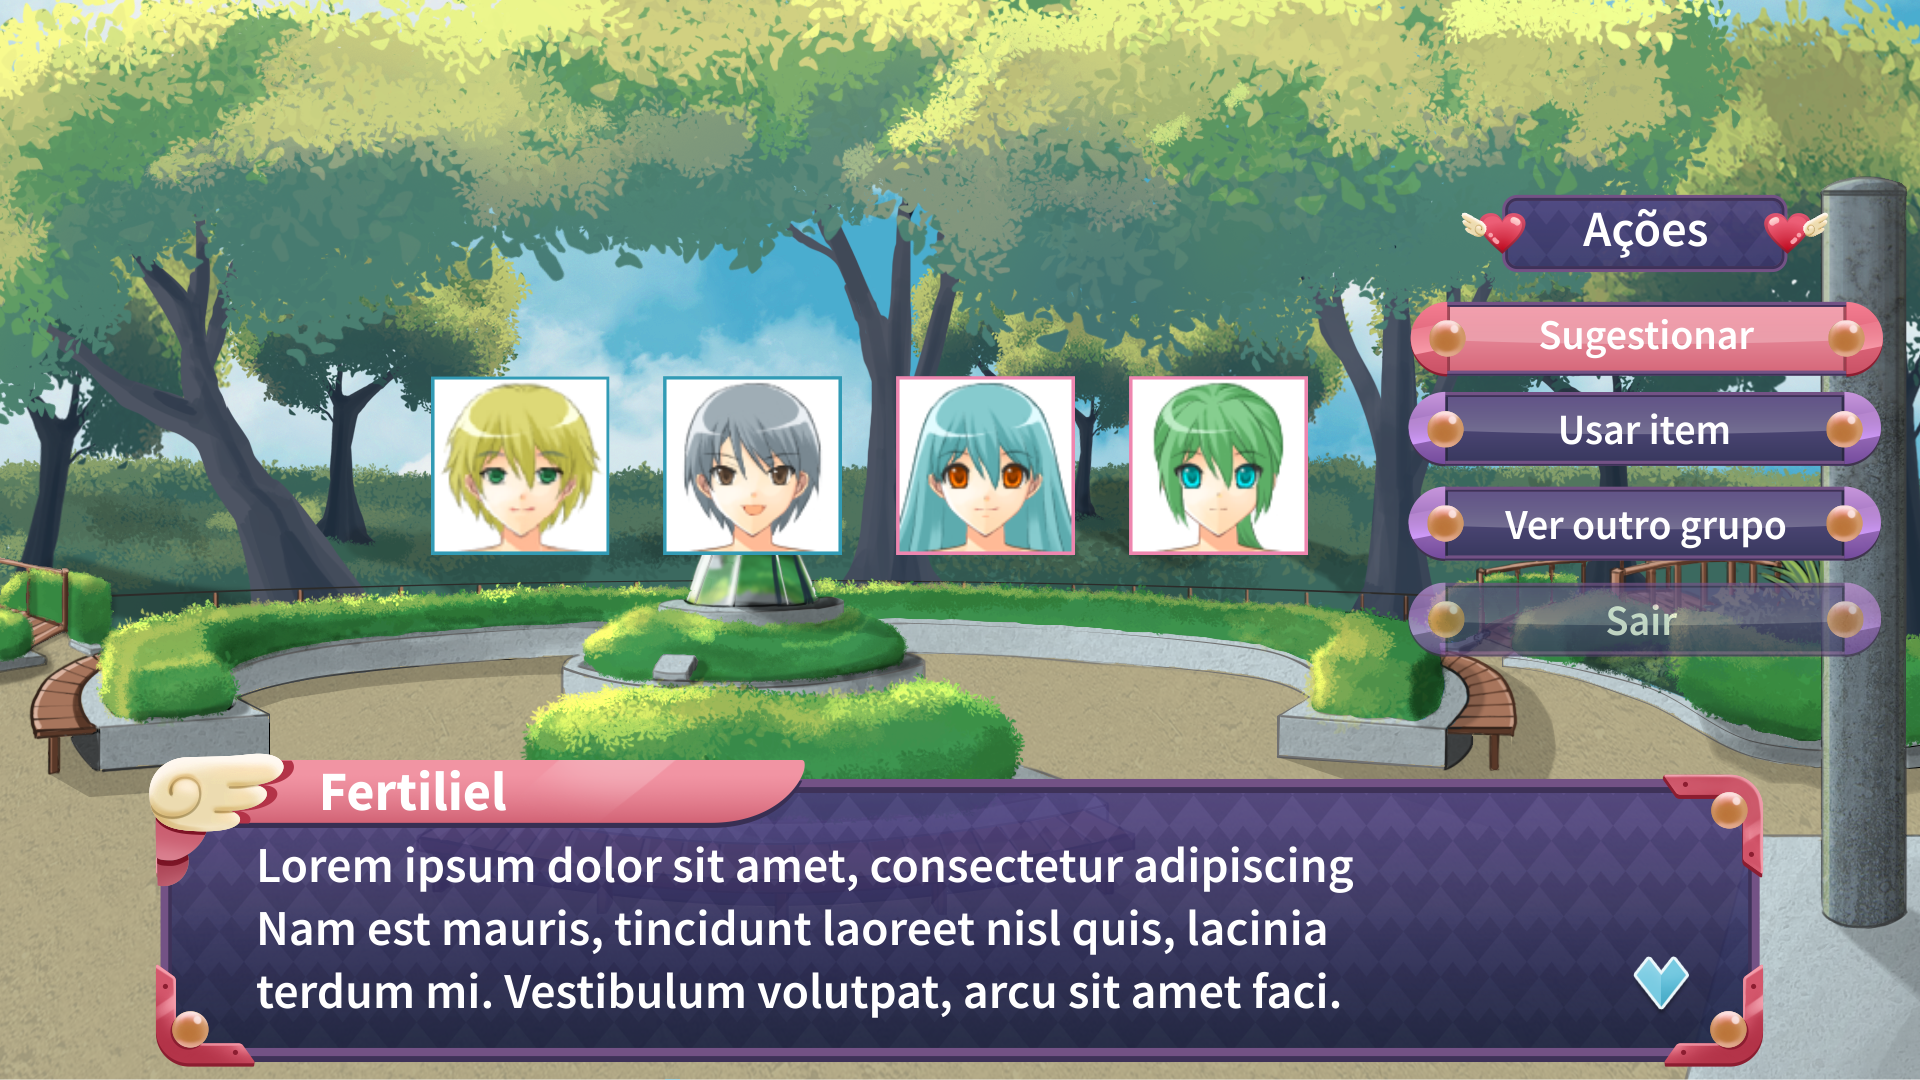 Ações
Sugestionar
Usar item
Ver outro grupo
Sair
Fertiliel
Lorem ipsum dolor sit amet, consectetur adipiscing
Nam est mauris, tincidunt laoreet nisl quis, lacinia
terdum mi. Vestibulum volutpat, arcu sit amet faci.